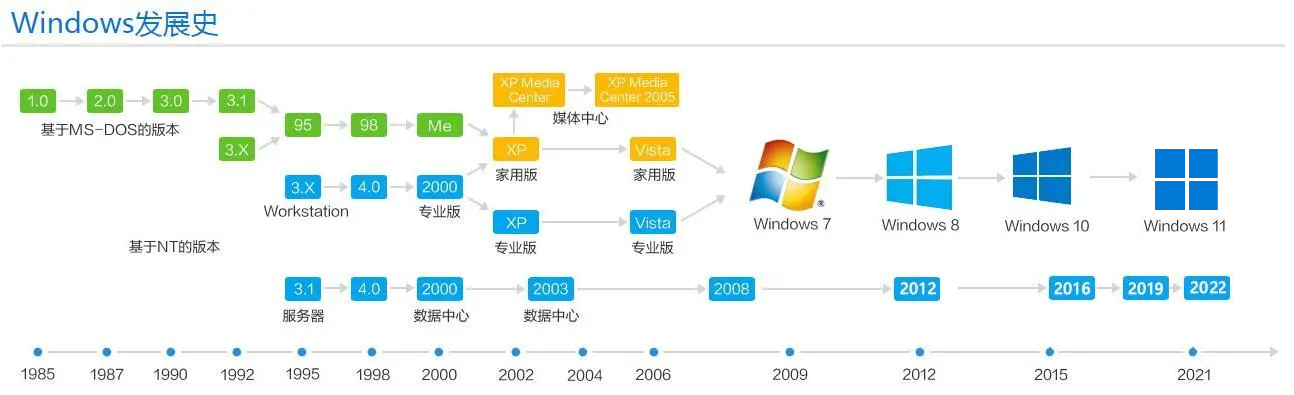 Windows发展史
XP Media
Center
XP Media
Center 2005
1.0
2.0
3.0
3.1
媒体中心
基于MS-DOS的版本
95
98
Me
3.X
XP
Vista
家用版
家用版
3.X
4.0
2000
Workstation
专业版
XP
Vista
专业版
专业版
Windows 7
®
Windows 8
Windows 10
Windows 11
基于NT的版本
3.1
4.0
2000
2003
2008
2012
2016
2019
2022
服务器
数据中心
数据中心
1985
1987
1990
1992
1995
1998
2000
2002
2004
2006
2009
2012
2015
2021